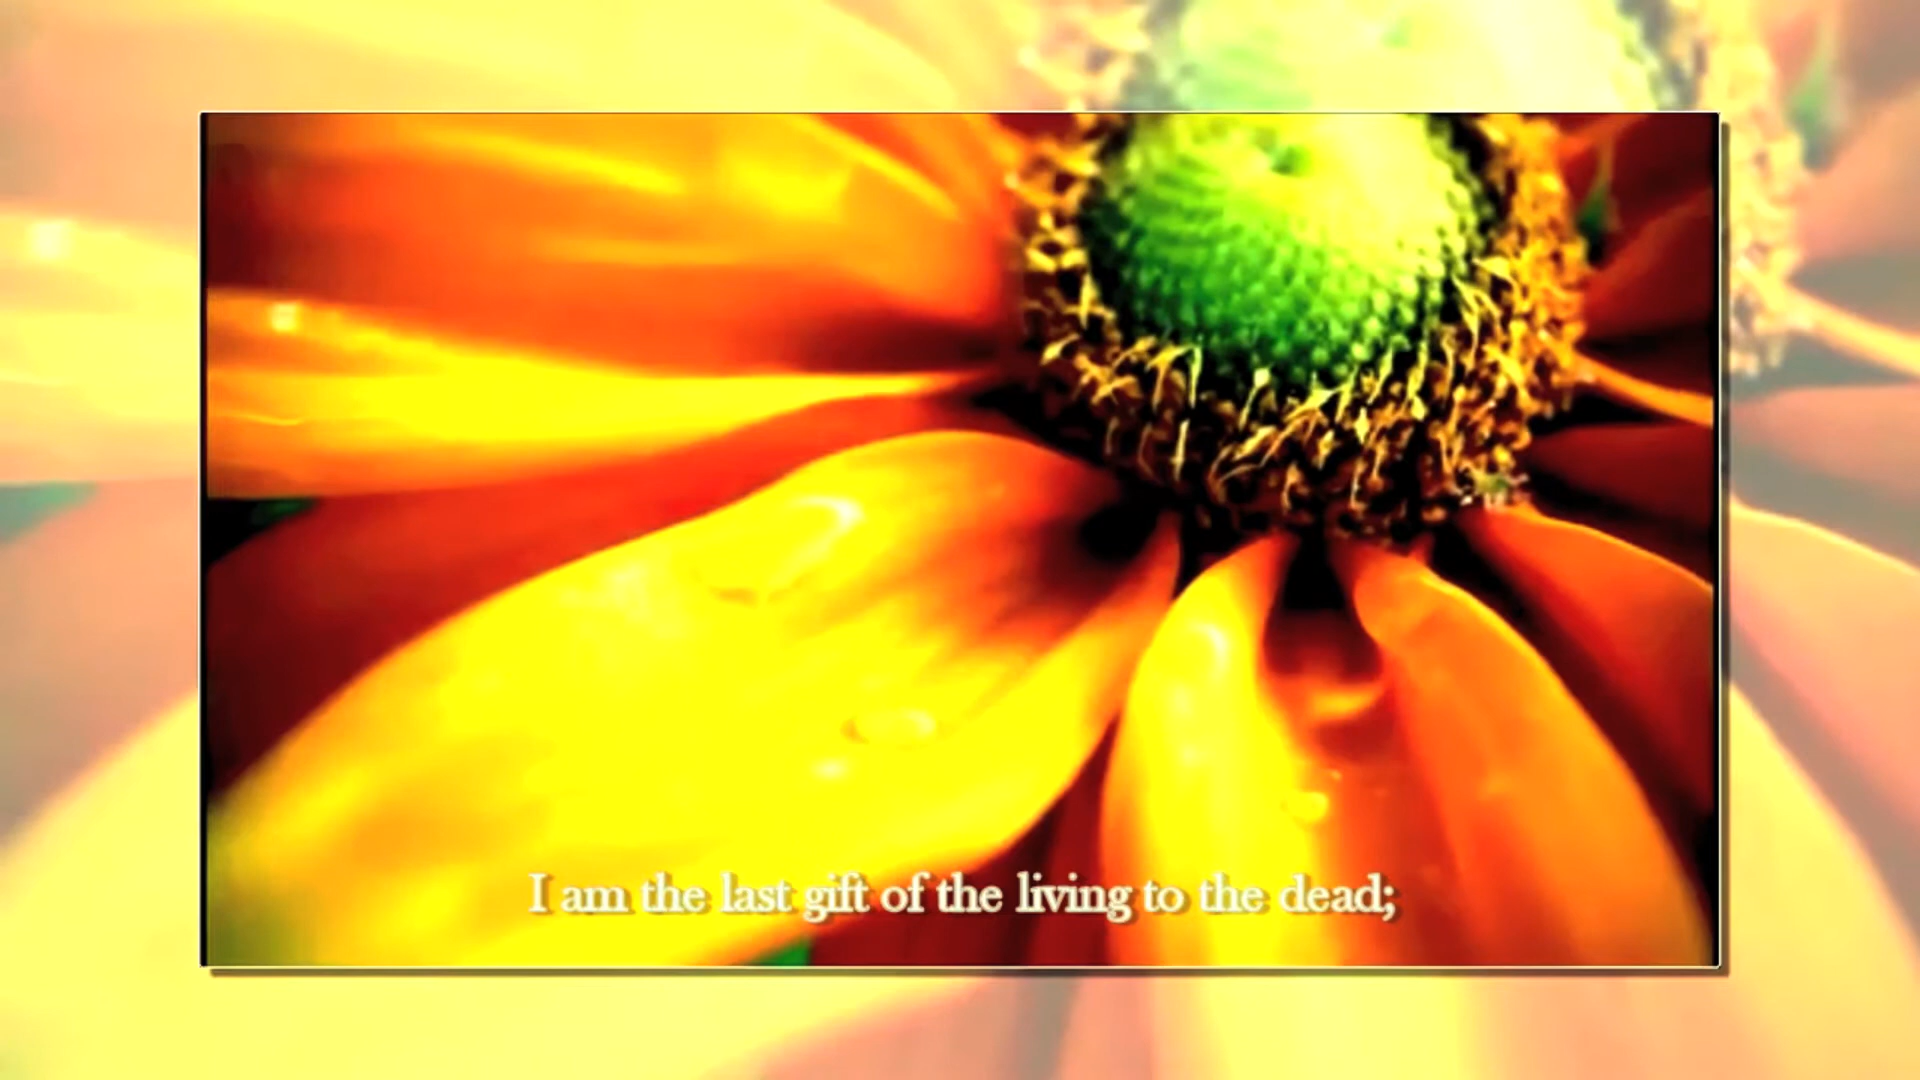 I am the last gift of the living to the dead;